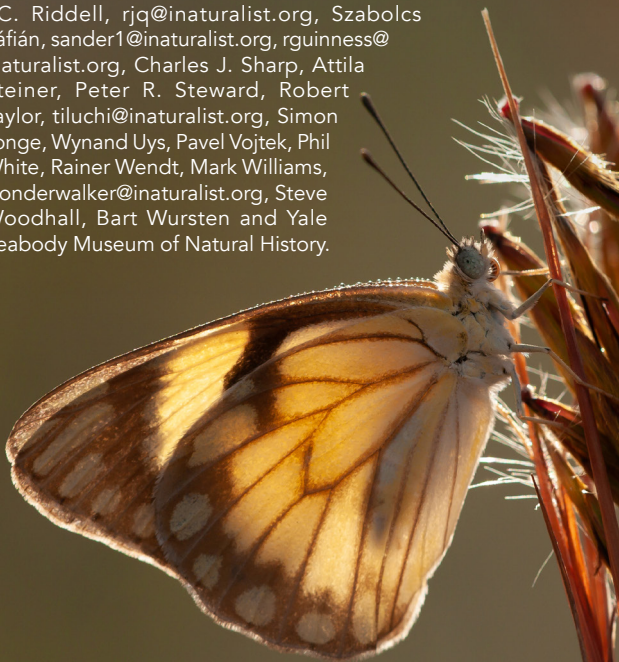 C. Riddell, rjq@inaturalist.org, Szabolcs
áfián, sander1@inaturalist.org, rguinness@
aturalist.org, Charles J. Sharp, Attila
teiner, Peter R. Steward, Robert
aylor, tiluchi@inaturalist.org, Simon
onge, Wynand Uys, Pavel Vojtek, Phil
White, Rainer Wendt, Mark Williams,
onderwalker@inaturalist.org, Steve
Woodhall, Bart Wursten and Yale
eabody Museum of Natural History.